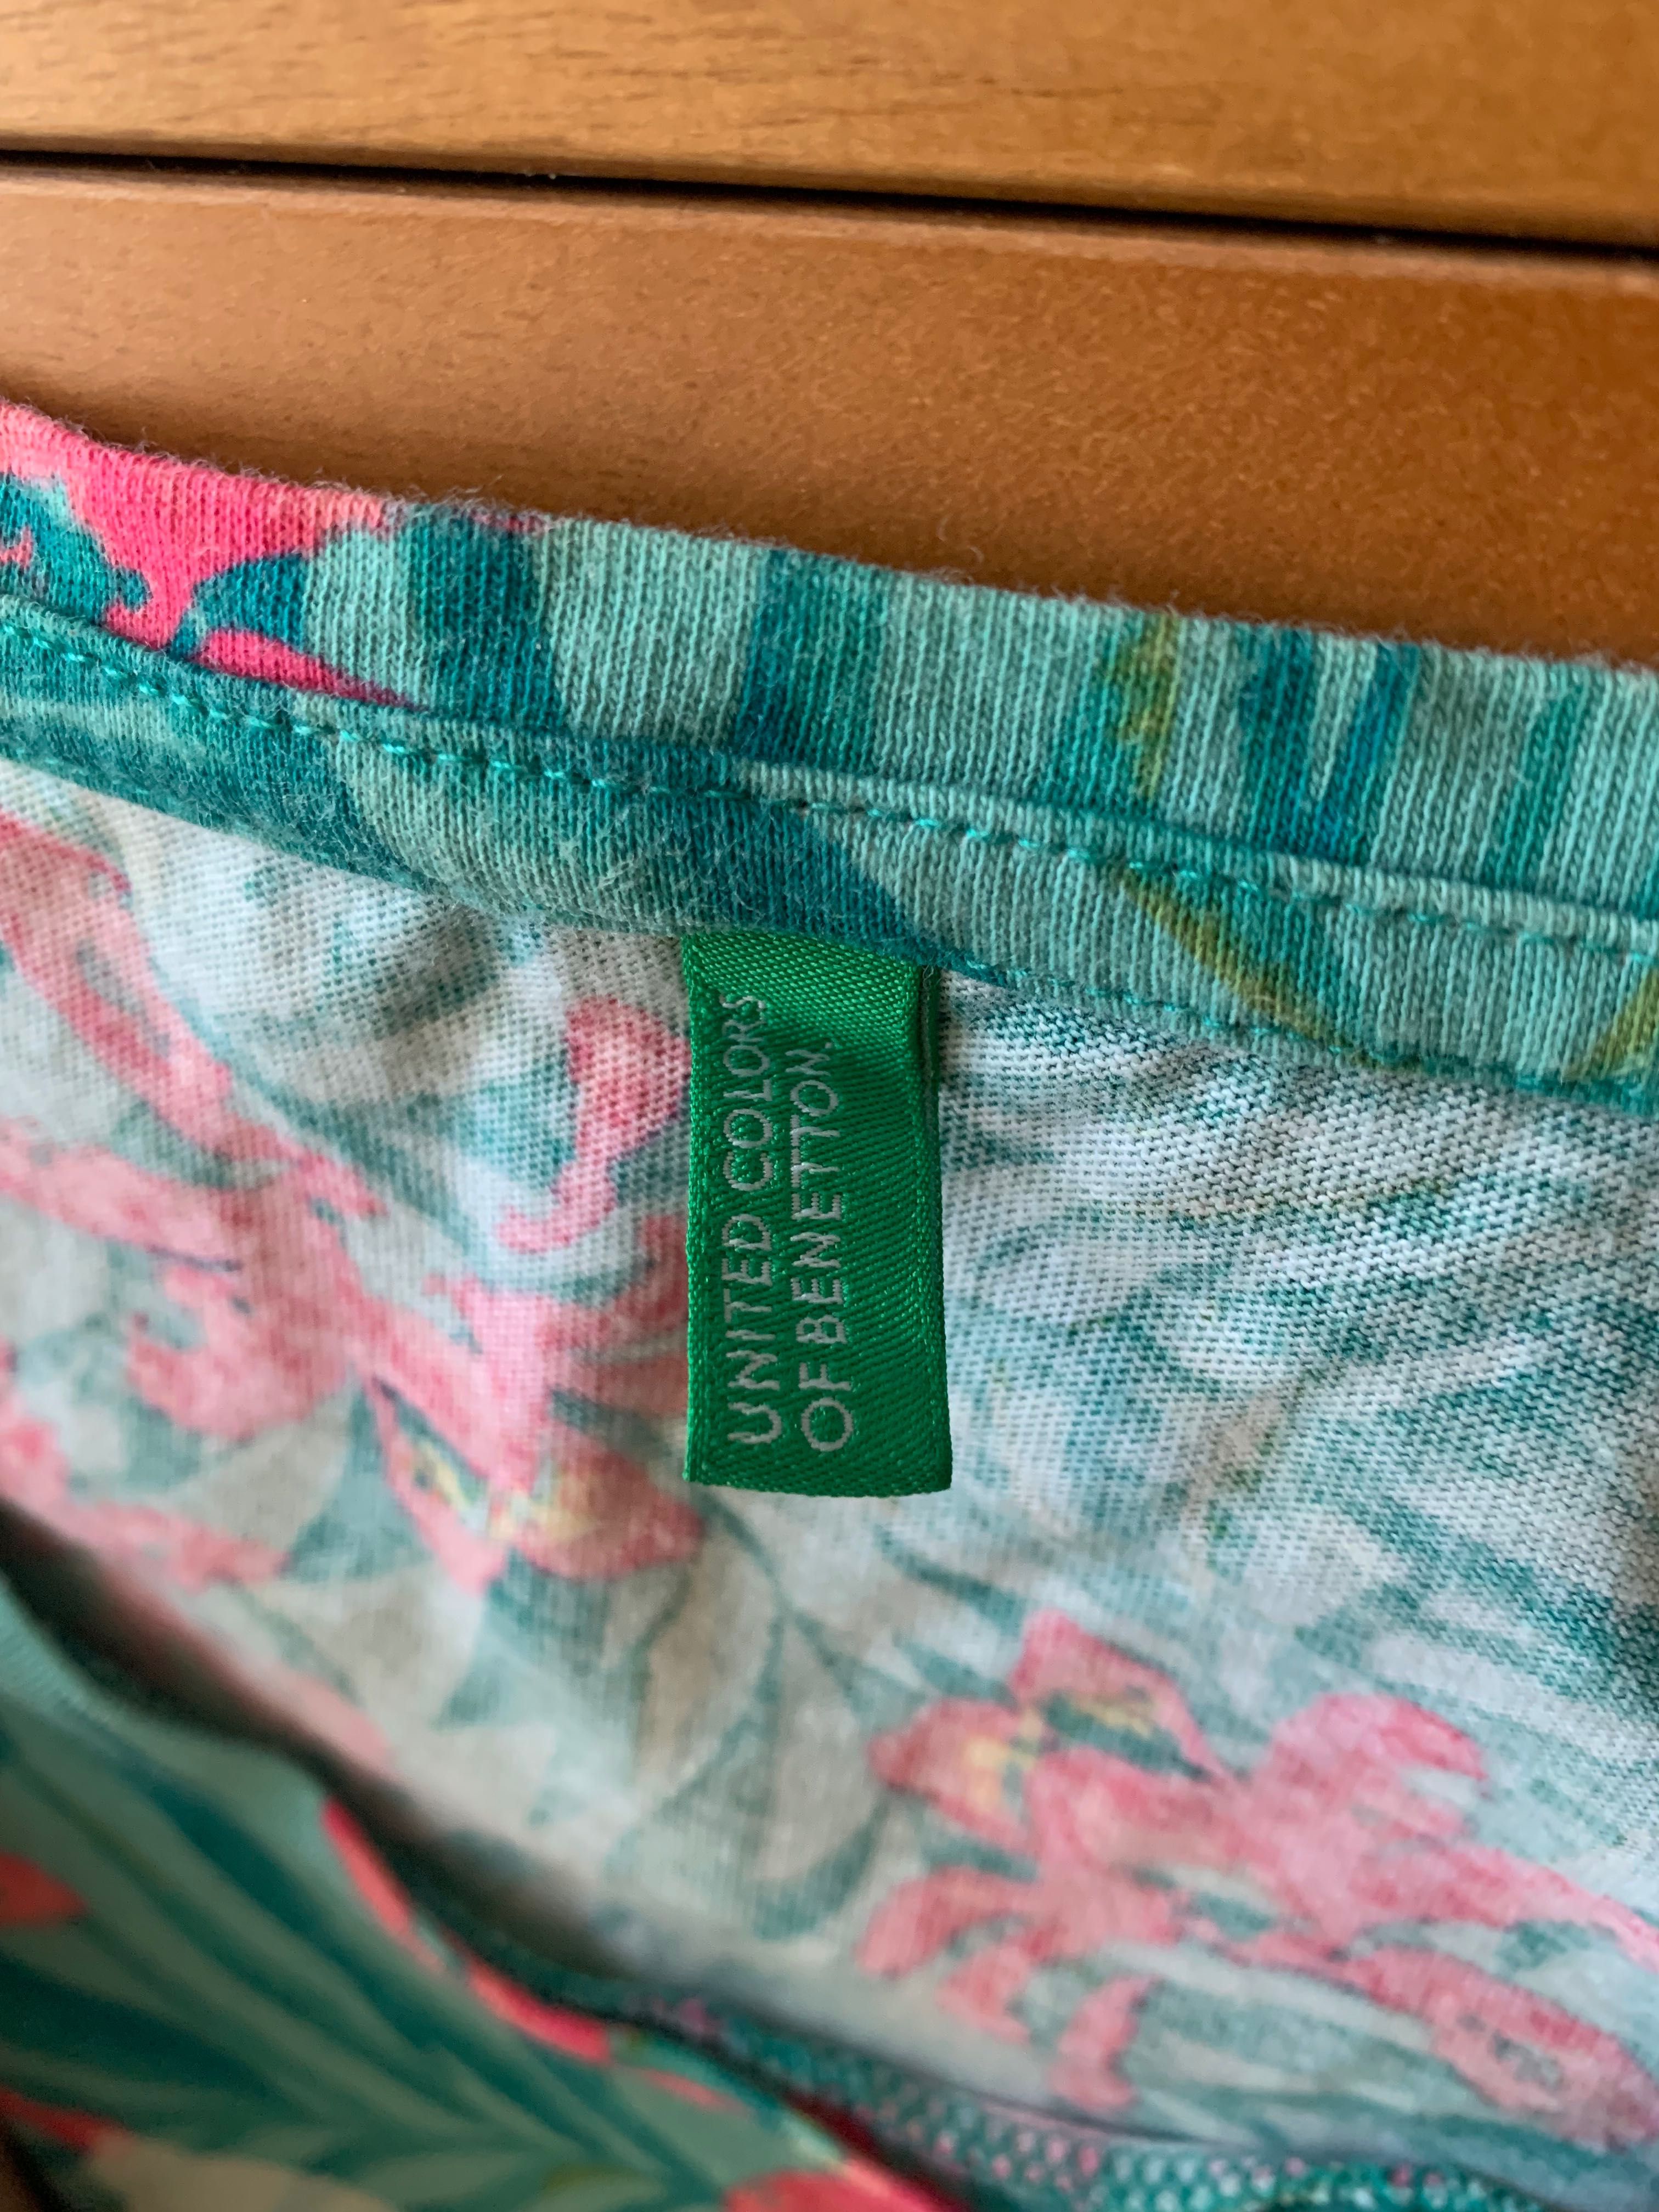 UNITED COLORS
OF BENETTON.